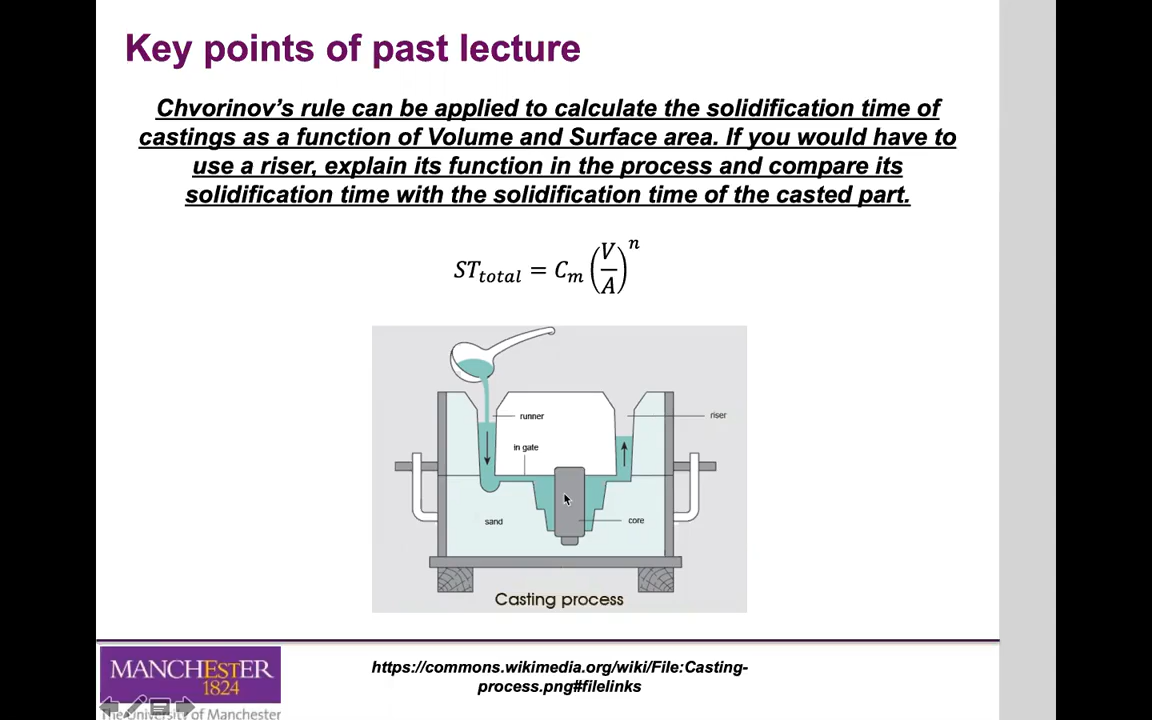 Key points of past lecture
Chvorinov's rule can be applied to calculate the solidification time of
castings as a function of Volume and Surface area. If you would have to
use a riser, explain its function in the process and compare its
solidification time with the solidification time of the casted part.
ST_total = C_m (V/A)^n
runner
riser
in gate
sand
core
Casting process
MANCHESTER
1824
The University of Manchester
https://commons.wikimedia.org/wiki/File:Casting-
process.png#filelinks